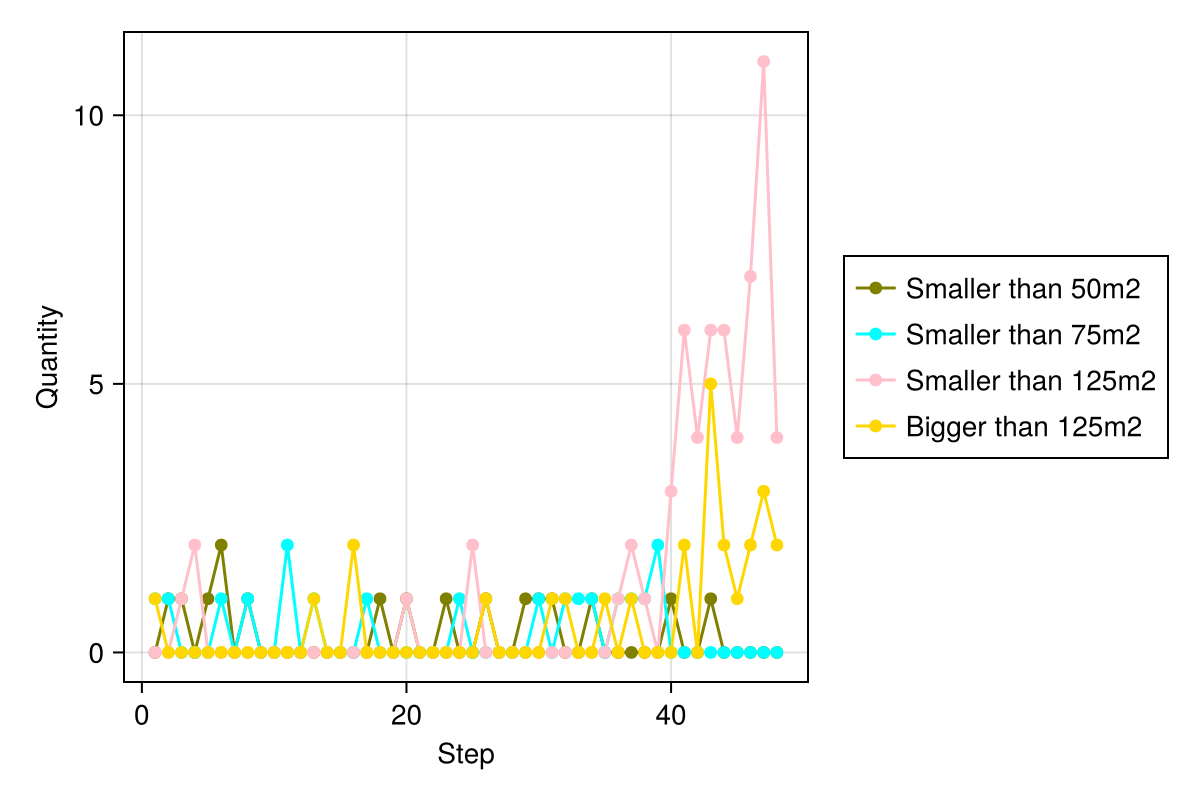 10
5
0
Quantity
0
20
40
Step
Smaller than 50m2
Smaller than 75m2
Smaller than 125m2
Bigger than 125m2